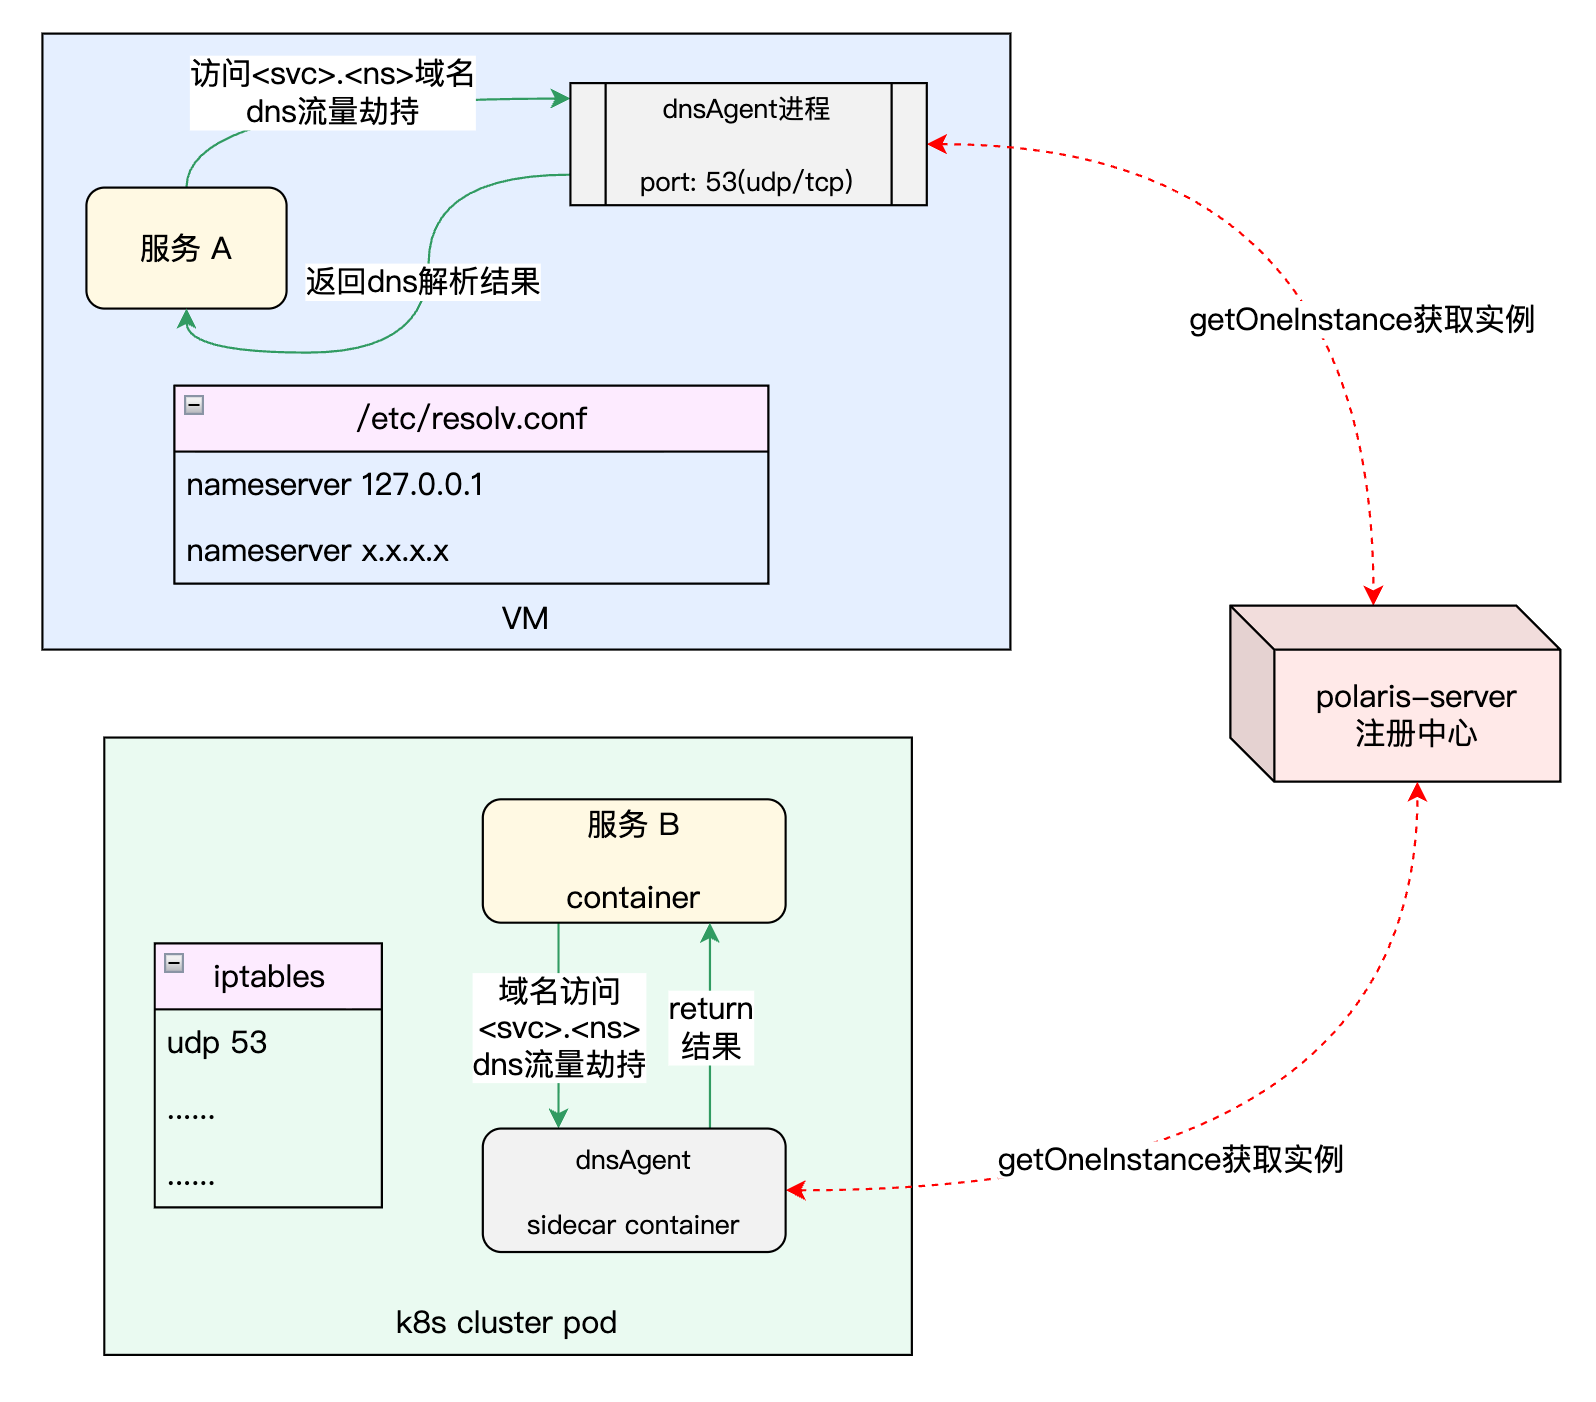 访问<svc>.<ns>域名
dns流量劫持
dnsAgent进程
port: 53(udp/tcp)
服务 A
返回dns解析结果
getOneInstance获取实例
/etc/resolv.conf
nameserver 127.0.0.1
nameserver x.x.x.x
VM
polaris-server
注册中心
服务 B
container
iptables
udp 53
......
......
域名访问
<svc>.<ns>
dns流量劫持
return
结果
dnsAgent
sidecar container
getOneInstance获取实例
k8s cluster pod